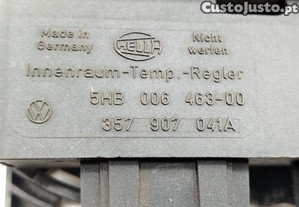 CustoJusto.pt
Made in
Germany
HELLA
Nicht
werfen
Innenraum-Temp.-Regler
5HB 006 463-00
357 907 041A